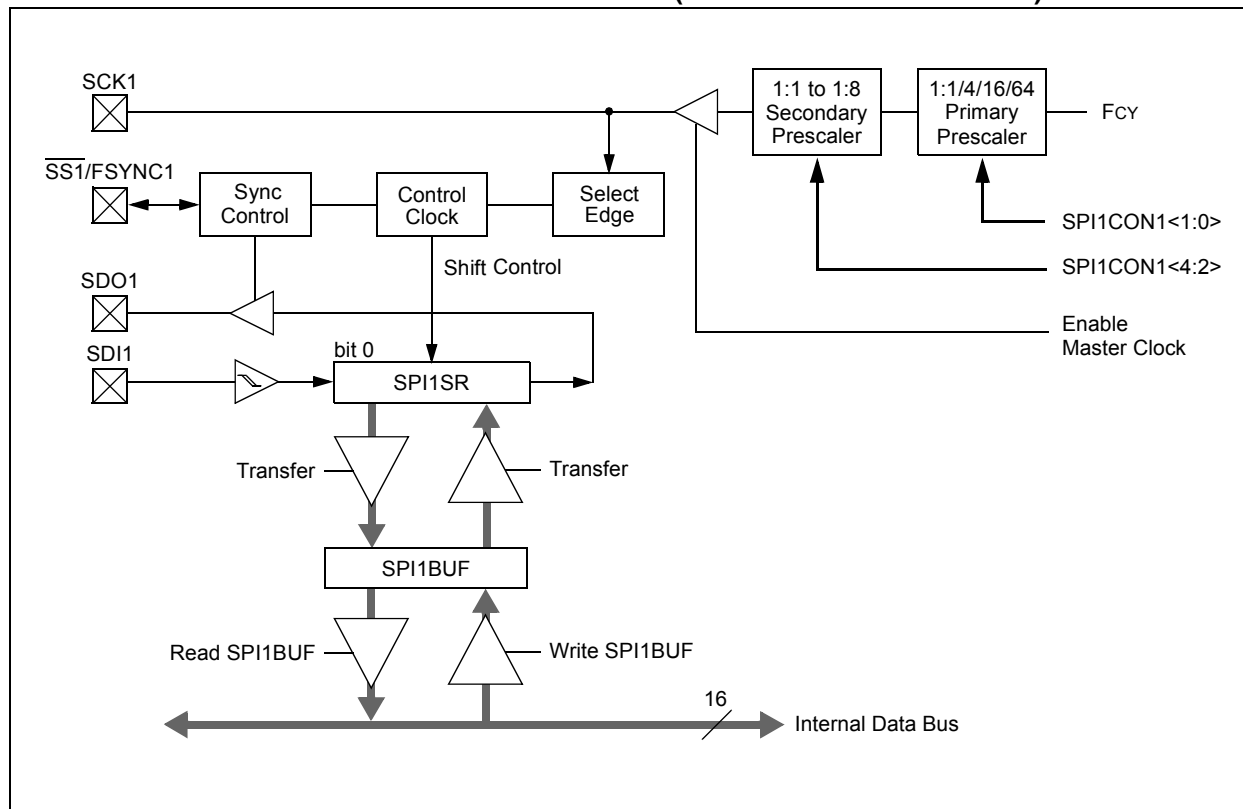 SCK1
1:1 to 1:8
Secondary
Prescaler
1:1/4/16/64
Primary
Prescaler
FCY
SS1/FSYNC1
Sync
Control
Control
Clock
Select
Edge
SPI1CON1<1:0>
Shift Control
SPI1CON1<4:2>
SDO1
Enable
Master Clock
SDI1
bit 0
SPI1SR
Transfer
Transfer
SPI1BUF
Read SPI1BUF
Write SPI1BUF
16
Internal Data Bus